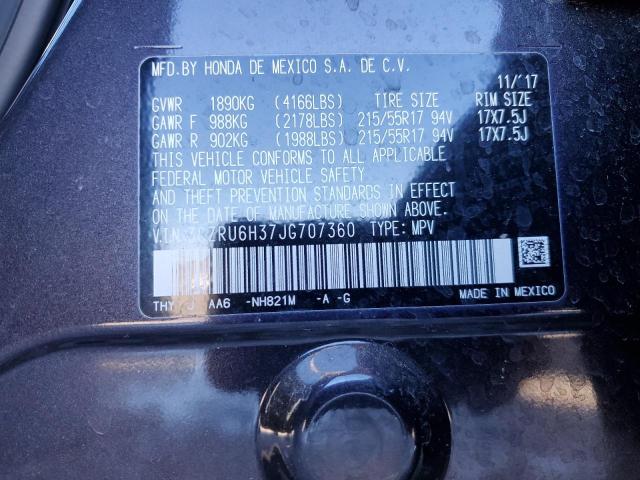 MFD.BY HONDA DE MEXICO S.A. DE C.V.
11/'17
GVWR 1890KG (4166LBS) TIRE SIZE RIM SIZE
GAWR F 988KG (2178LBS) 215/55R17 94V 17X7.5J
GAWR R 902KG (1988LBS) 215/55R17 94V 17X7.5J
THIS VEHICLE CONFORMS TO ALL APPLICABLE
FEDERAL MOTOR VEHICLE SAFETY
AND THEFT PREVENTION STANDARDS IN EFFECT
ON THE DATE OF MANUFACTURE SHOWN ABOVE.
V.I.N. TYPE: MPV
AA6 -NH821M -A -G MADE IN MEXICO